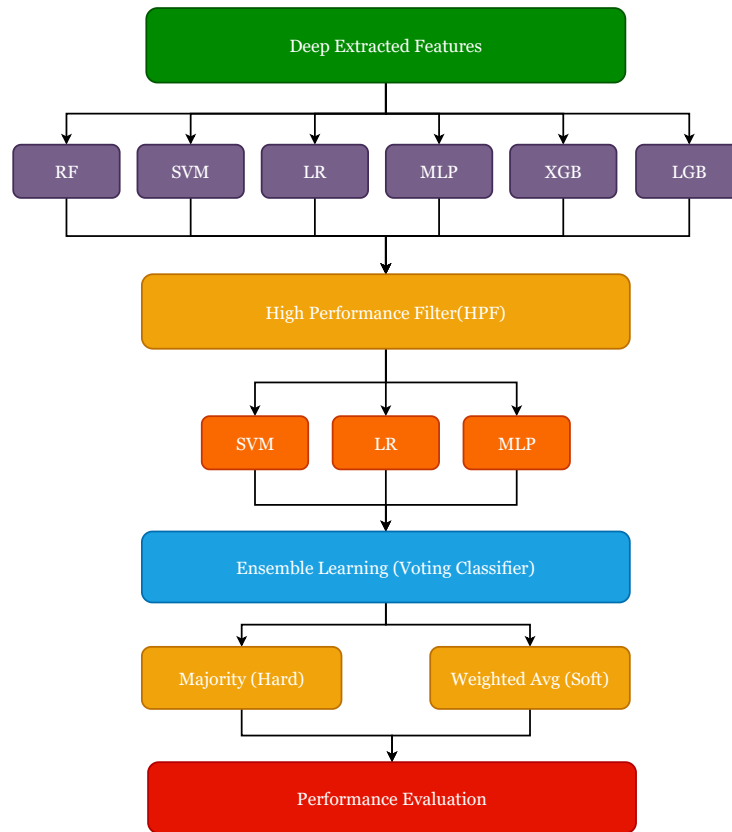 Deep Extracted Features
RF
SVM
LR
MLP
XGB
LGB
High Performance Filter(HPF)
SVM
LR
MLP
Ensemble Learning (Voting Classifier)
Majority (Hard)
Weighted Avg (Soft)
Performance Evaluation